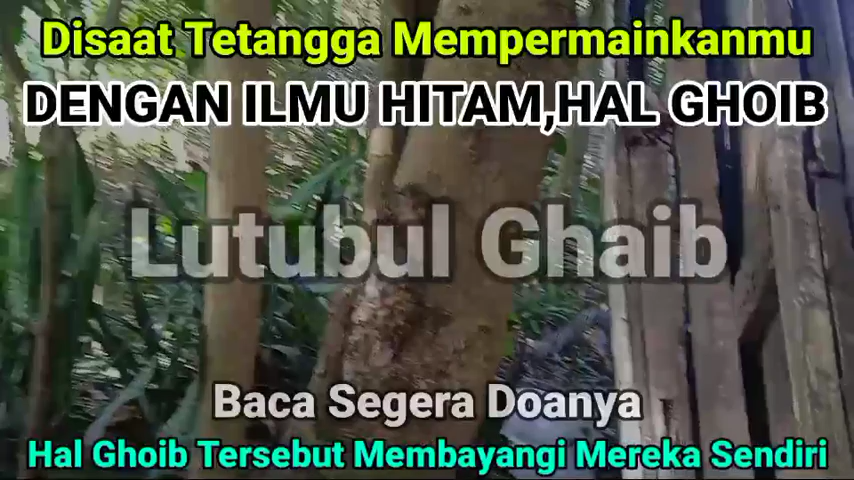 Disaat Tetangga Mempermainkanmu
DENGAN ILMU HITAM,HAL GHOIB
Lutubul Ghaib
Baca Segera Doanya
Hal Ghoib Tersebut Membayangi Mereka Sendiri